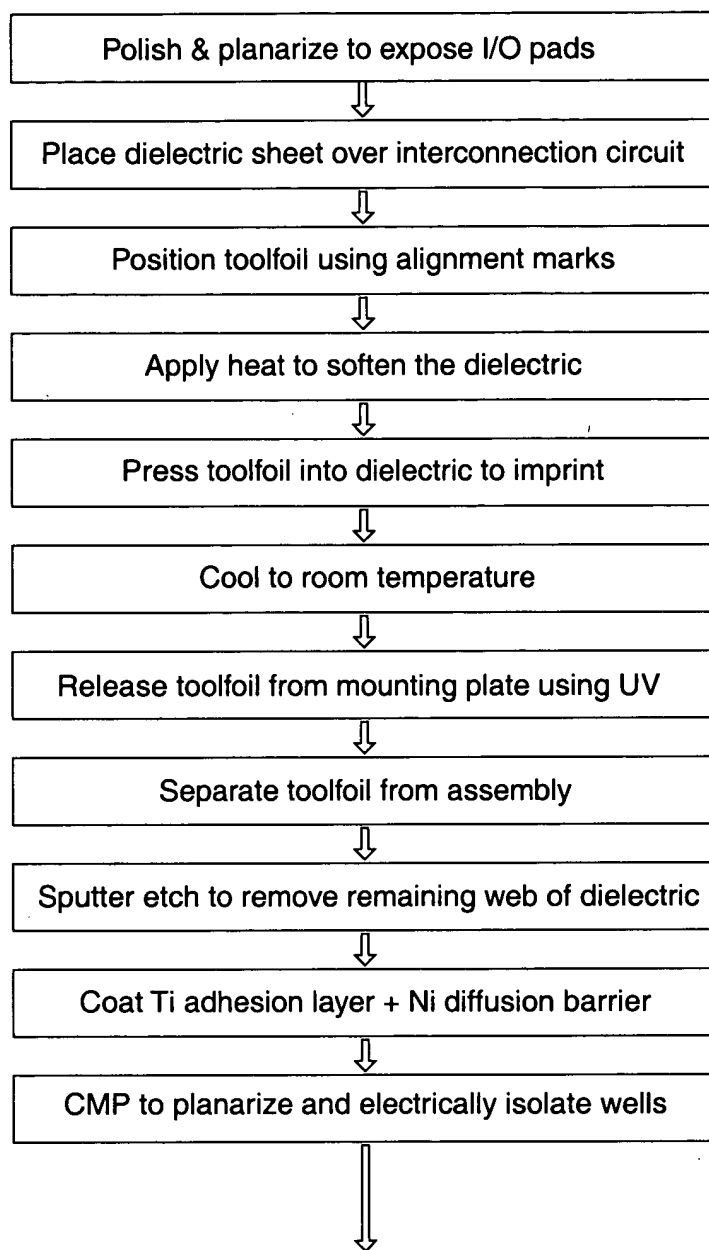 Polish & planarize to expose I/O pads
Place dielectric sheet over interconnection circuit
Position toolfoil using alignment marks
Apply heat to soften the dielectric
Press toolfoil into dielectric to imprint
Cool to room temperature
Release toolfoil from mounting plate using UV
Separate toolfoil from assembly
Sputter etch to remove remaining web of dielectric
Coat Ti adhesion layer + Ni diffusion barrier
CMP to planarize and electrically isolate wells